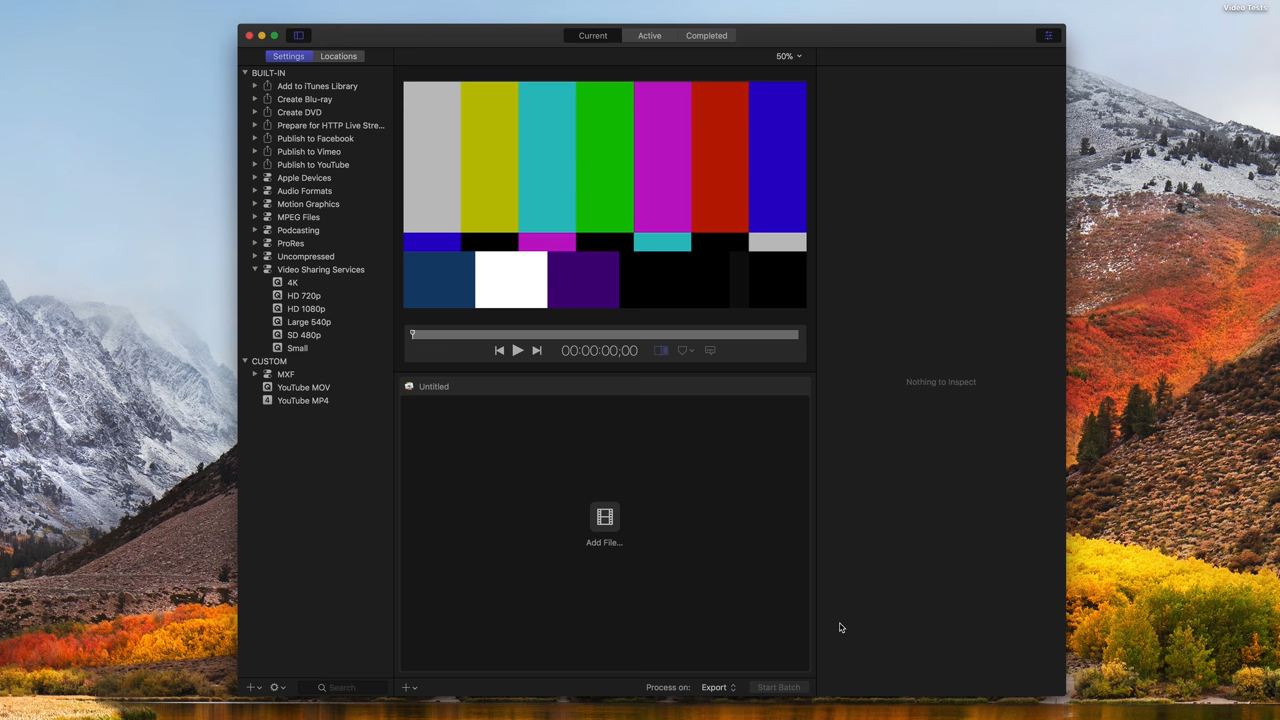 Video Tests
Current
Active
Completed
Settings
Locations
50%
BUILT-IN
Add to iTunes Library
Create Blu-ray
Create DVD
Prepare for HTTP Live Stre...
Publish to Facebook
Publish to Vimeo
Publish to YouTube
Apple Devices
Audio Formats
Motion Graphics
MPEG Files
Podcasting
ProRes
Uncompressed
Video Sharing Services
4K
HD 720p
HD 1080p
Large 540p
SD 480p
Small
CUSTOM
MXF
YouTube MOV
YouTube MP4
00:00:00;00
Untitled
Add File...
Nothing to Inspect
Search
Process on: Export
Start Batch